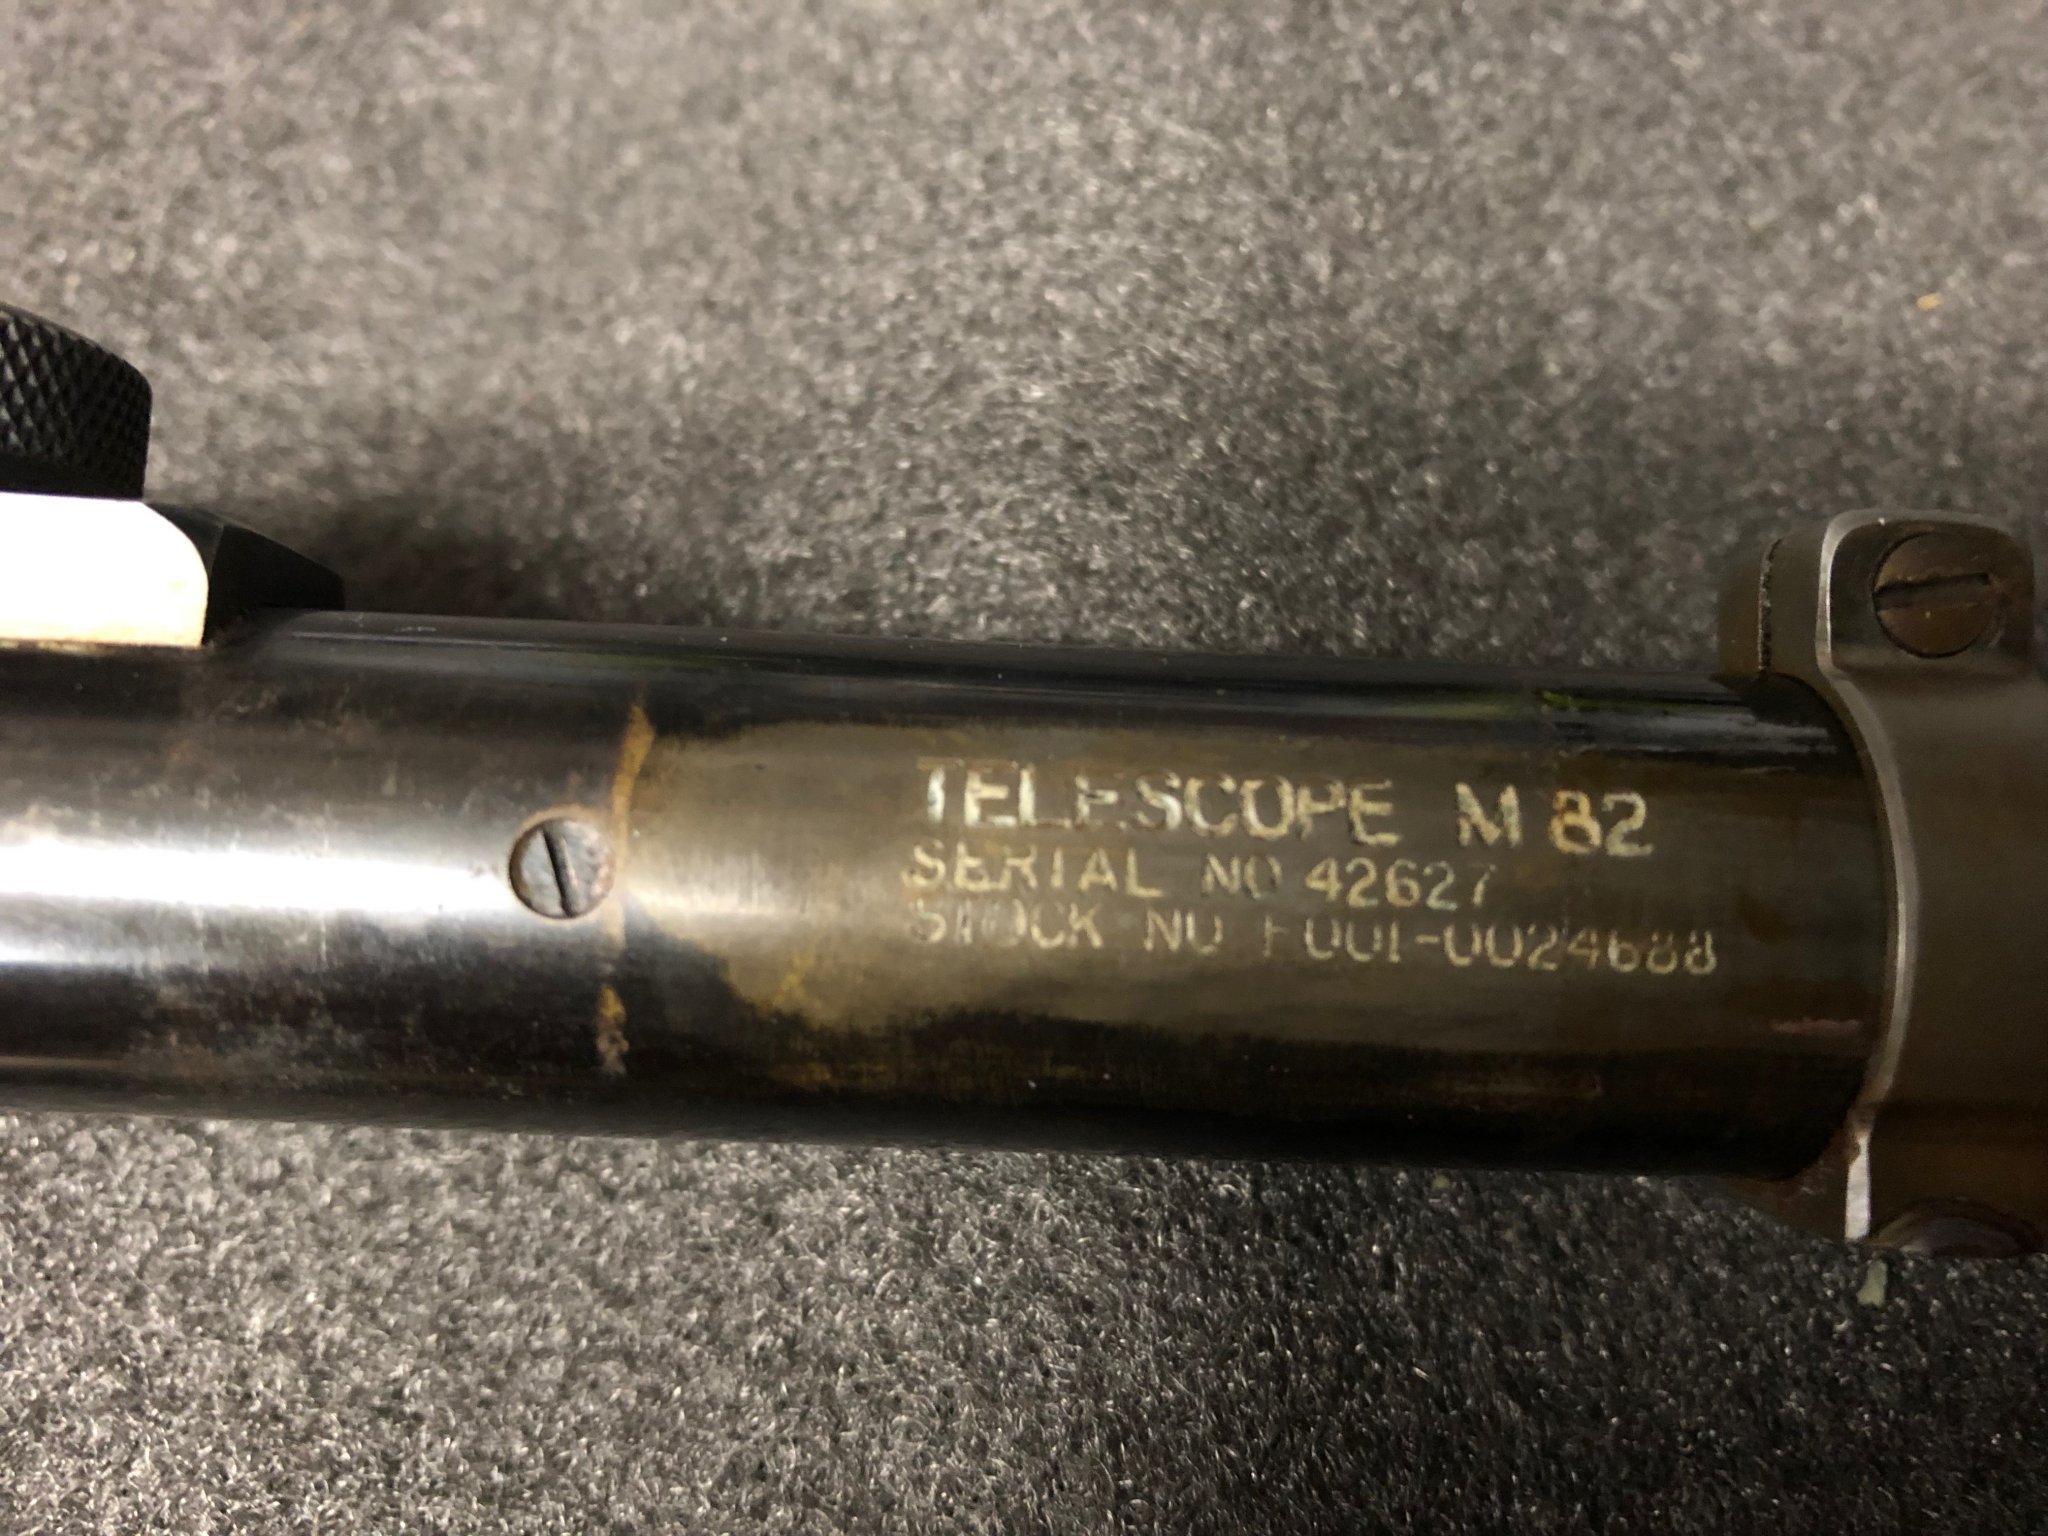 TELESCOPE M 82
SERIAL NO 42627
STOCK NO F001-0024688